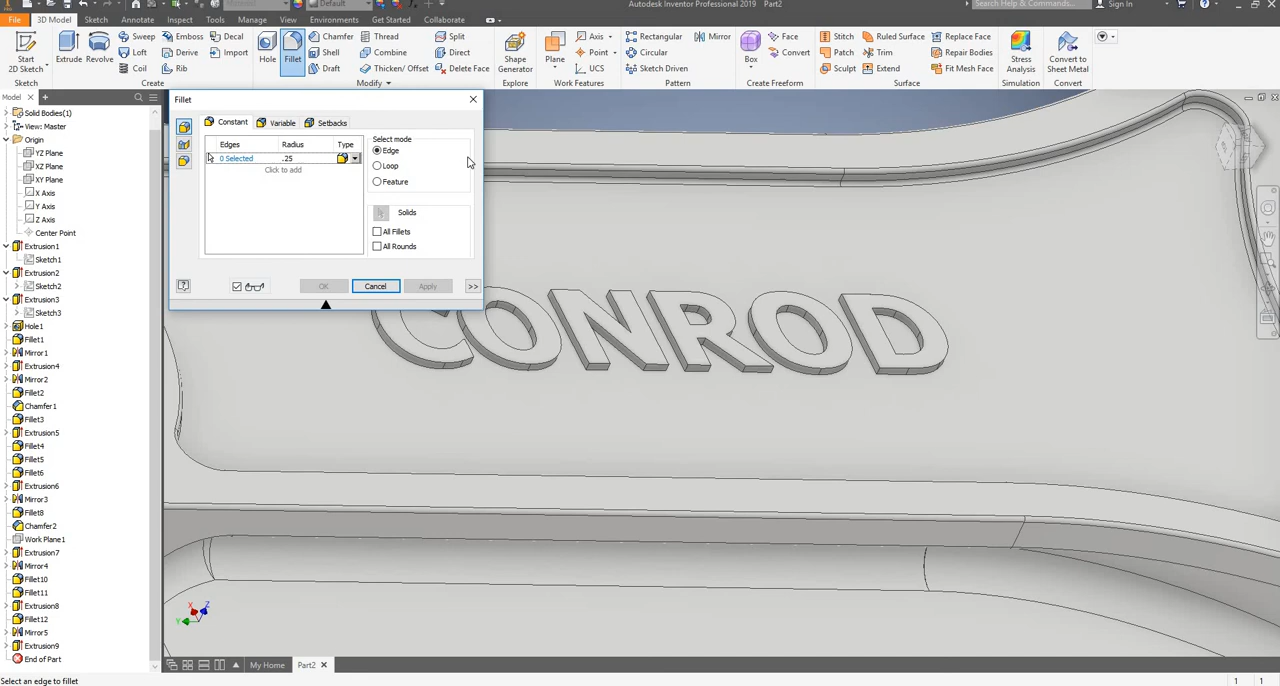 Material
Default
Autodesk Inventor Professional 2019 Part2
Search Help & Commands...
Sign In
File
3D Model
Sketch
Annotate
Inspect
Tools
Manage
View
Environments
Get Started
Collaborate
Start
2D Sketch
Extrude
Revolve
Sweep
Loft
Coil
Emboss
Derive
Rib
Decal
Import
Hole
Fillet
Chamfer
Shell
Draft
Thread
Combine
Thicken/ Offset
Split
Direct
Delete Face
Shape
Generator
Plane
Axis
Point
UCS
Rectangular
Circular
Sketch Driven
Mirror
Box
Face
Convert
Stitch
Patch
Sculpt
Ruled Surface
Trim
Extend
Replace Face
Repair Bodies
Fit Mesh Face
Stress
Analysis
Convert to
Sheet Metal
Sketch
Create
Modify
Explore
Work Features
Pattern
Create Freeform
Surface
Simulation
Convert
Model
Solid Bodies(1)
View: Master
Origin
YZ Plane
XZ Plane
XY Plane
X Axis
Y Axis
Z Axis
Center Point
Extrusion1
Sketch1
Extrusion2
Sketch2
Extrusion3
Sketch3
Hole1
Fillet1
Mirror1
Extrusion4
Mirror2
Fillet2
Chamfer1
Fillet3
Extrusion5
Fillet4
Fillet5
Fillet6
Extrusion6
Mirror3
Fillet8
Chamfer2
Work Plane1
Extrusion7
Mirror4
Fillet10
Fillet11
Extrusion8
Fillet12
Mirror5
Extrusion9
End of Part
Fillet
Constant
Variable
Setbacks
Edges
Radius
Type
0 Selected
.25
Click to add
Select mode
Edge
Loop
Feature
Solids
All Fillets
All Rounds
OK
Cancel
Apply
>>
CONROD
X
Z
Y
My Home
Part2
Select an edge to fillet
1
1